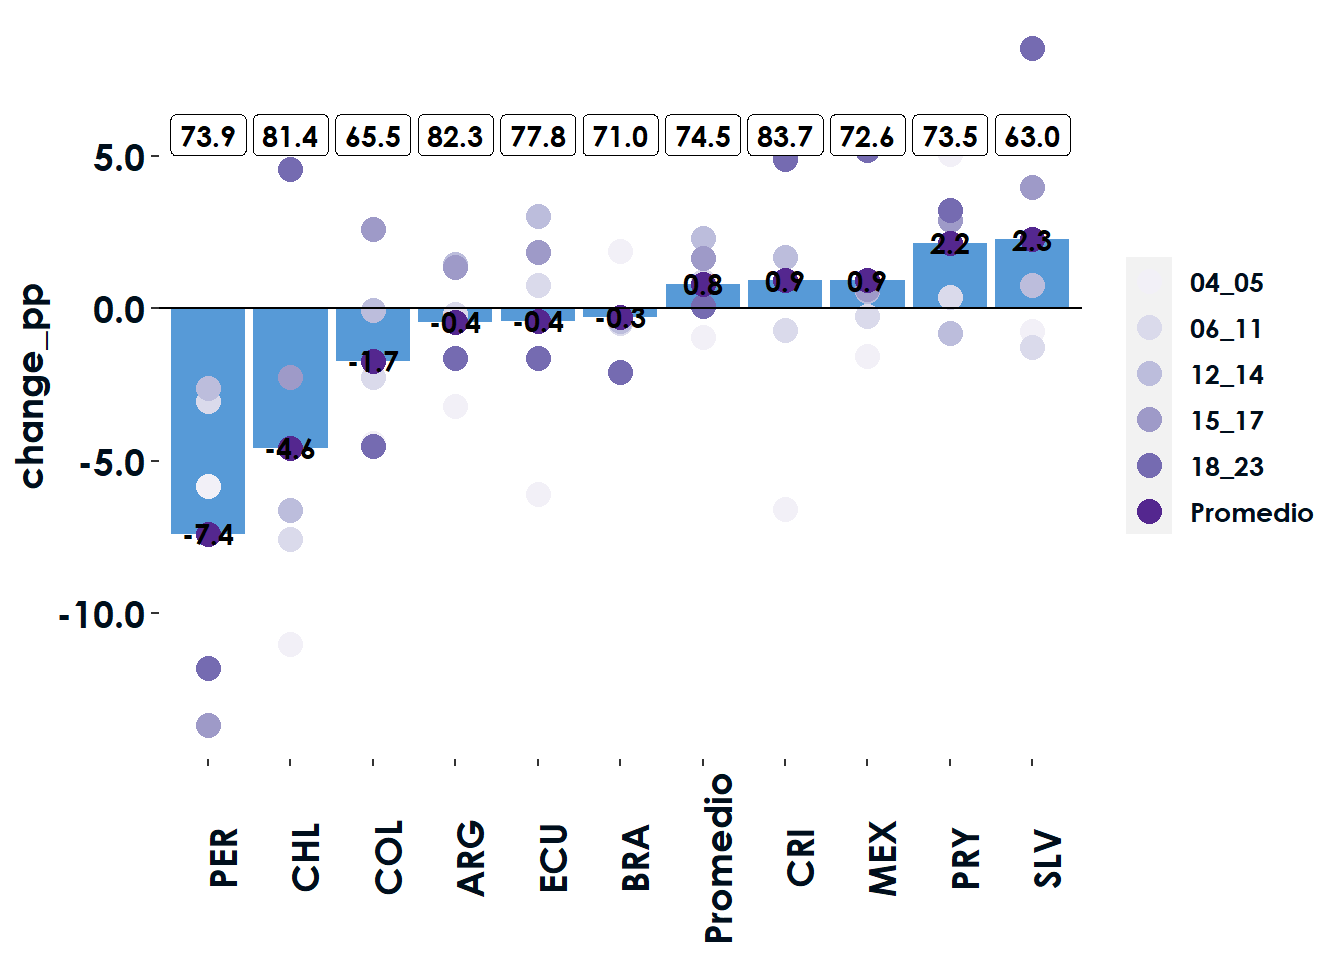 73.9 81.4 65.5 82.3 77.8 71.0 74.5 83.7 72.6 73.5 63.0
5.0
0.0
-5.0
-10.0
change_pp
-7.4 -4.6 -1.7 -0.4 -0.4 -0.3 0.8 0.9 0.9 2.2 2.3
PER CHL COL ARG ECU BRA Promedio CRI MEX PRY SLV
04_05
06_11
12_14
15_17
18_23
Promedio